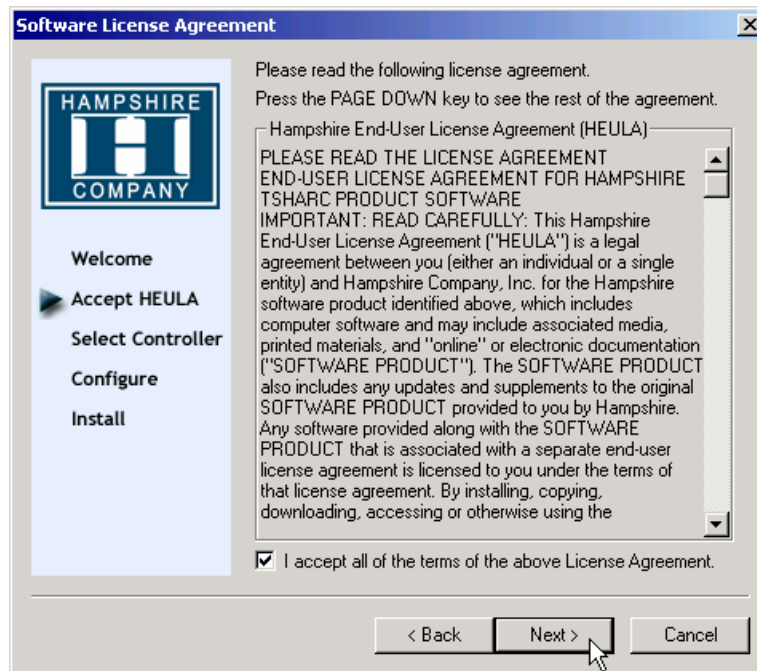 Software License Agreement
HAMPSHIRE
COMPANY
Welcome
Accept HEULA
Select Controller
Configure
Install
Please read the following license agreement.
Press the PAGE DOWN key to see the rest of the agreement.
Hampshire End-User License Agreement (HEULA)
PLEASE READ THE LICENSE AGREEMENT
END-USER LICENSE AGREEMENT FOR HAMPSHIRE
TSHARC PRODUCT SOFTWARE
IMPORTANT: READ CAREFULLY: This Hampshire
End-User License Agreement ("HEULA") is a legal
agreement between you (either an individual or a single
entity) and Hampshire Company, Inc. for the Hampshire
software product identified above, which includes
computer software and may include associated media,
printed materials, and "online" or electronic documentation
("SOFTWARE PRODUCT"). The SOFTWARE PRODUCT
also includes any updates and supplements to the original
SOFTWARE PRODUCT provided to you by Hampshire.
Any software provided along with the SOFTWARE
PRODUCT that is associated with a separate end-user
license agreement is licensed to you under the terms of
that license agreement. By installing, copying,
downloading, accessing or otherwise using the
I accept all of the terms of the above License Agreement.
< Back
Next >
Cancel